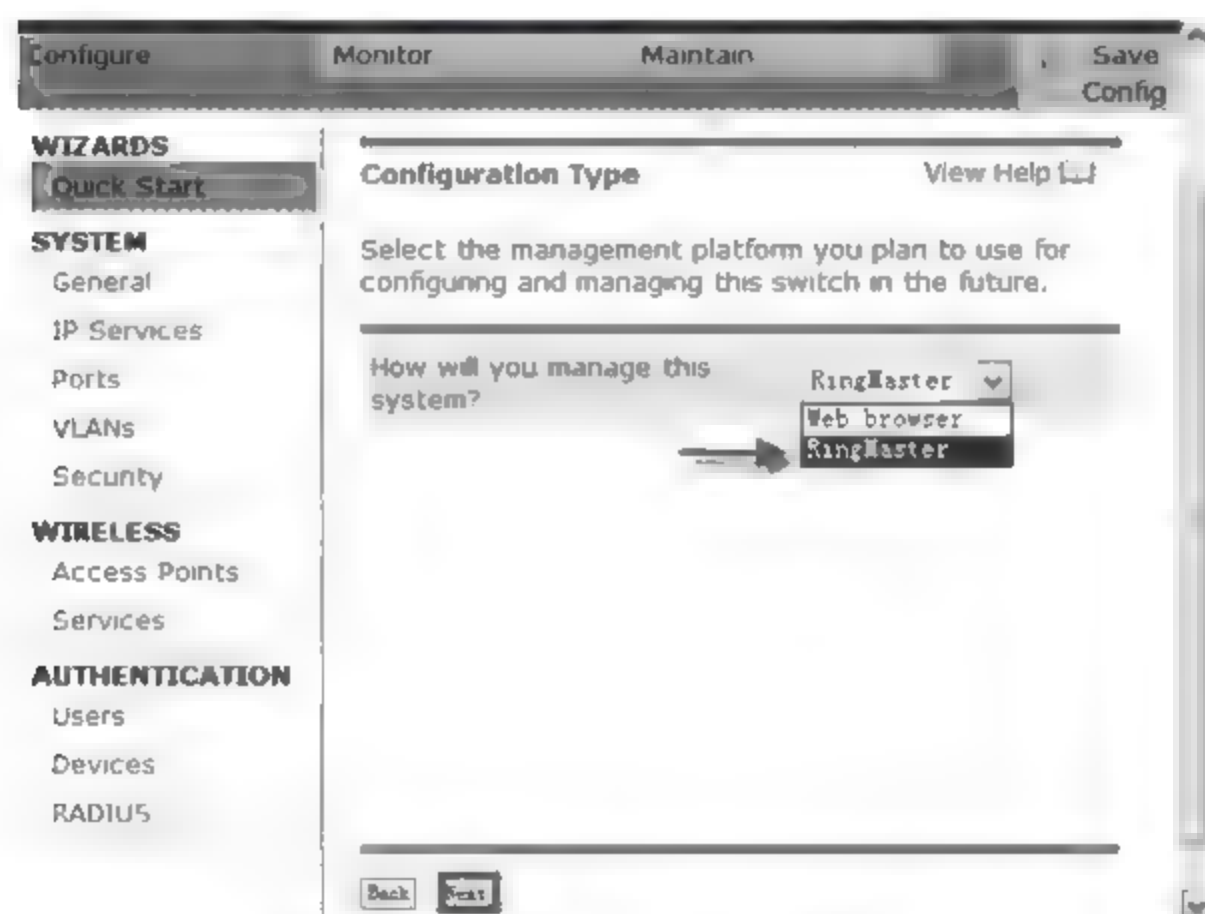 Configure Monitor Maintain Save
Config
WIZARDS
Quick Start
SYSTEM
General
IP Services
Ports
VLANs
Security
WIRELESS
Access Points
Services
AUTHENTICATION
Users
Devices
RADIUS
Configuration Type View Help
Select the management platform you plan to use for
configuring and managing this switch in the future.
How will you manage this
system?
RingMaster
Web browser
RingMaster
Back Next